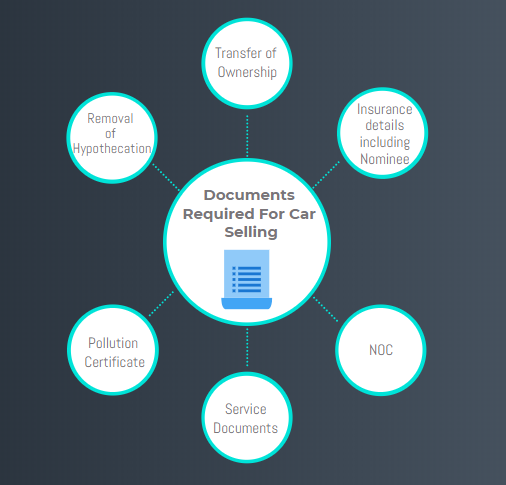 Transfer of
Ownership
Insurance
details
including
Nominee
Removal
of
Hypothecation
Documents
Required For Car
Selling
Pollution
Certificate
NOC
Service
Documents